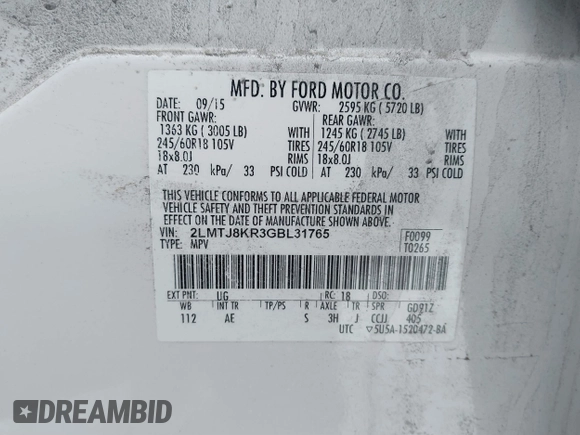 MFD. BY FORD MOTOR CO.
DATE: 09/15 GVWR: 2595 KG ( 5720 LB)
FRONT GAWR: REAR GAWR:
1363 KG ( 3005 LB) WITH 1245 KG ( 2745 LB) WITH
245/60R18 105V TIRES 245/60R18 105V TIRES
18x8.0J RIMS 18x8.0J RIMS
AT 230 kPa/ 33 PSI COLD AT 230 kPa/ 33 PSI COLD
THIS VEHICLE CONFORMS TO ALL APPLICABLE FEDERAL MOTOR
VEHICLE SAFETY AND THEFT PREVENTION STANDARDS IN
EFFECT ON THE DATE OF MANUFACTURE SHOWN ABOVE.
VIN: 2LMTJ8KR3GBL31765 F0099
TYPE: MPV T0265
EXT PNT: UG RC: 18 DSO:
WB INT TR TP/PS R AXLE TR SPR GD91Z
112 AE S 3H J CCJJ 405
UTC ▽5U5A-1520472-BA
DREAMBID